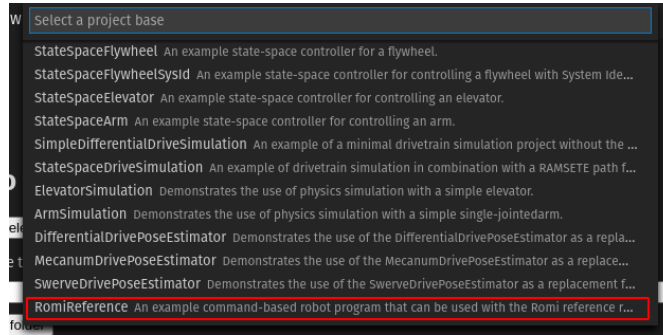 Select a project base
StateSpaceFlywheel An example state-space controller for a flywheel.
StateSpaceFlywheelSysId An example state-space controller for controlling a flywheel with System Ide...
StateSpaceElevator An example state-space controller for controlling an elevator.
StateSpaceArm An example state-space controller for controlling an arm.
SimpleDifferentialDriveSimulation An example of a minimal drivetrain simulation project without the ...
StateSpaceDriveSimulation An example of drivetrain simulation in combination with a RAMSETE path f...
ElevatorSimulation Demonstrates the use of physics simulation with a simple elevator.
ArmSimulation Demonstrates the use of physics simulation with a simple single-jointedarm.
DifferentialDrivePoseEstimator Demonstrates the use of the DifferentialDrivePoseEstimator as a repla...
MecanumDrivePoseEstimator Demonstrates the use of the MecanumDrivePoseEstimator as a replace...
SwerveDrivePoseEstimator Demonstrates the use of the SwerveDrivePoseEstimator as a replacement f...
RomiReference An example command-based robot program that can be used with the Romi reference r...
folder